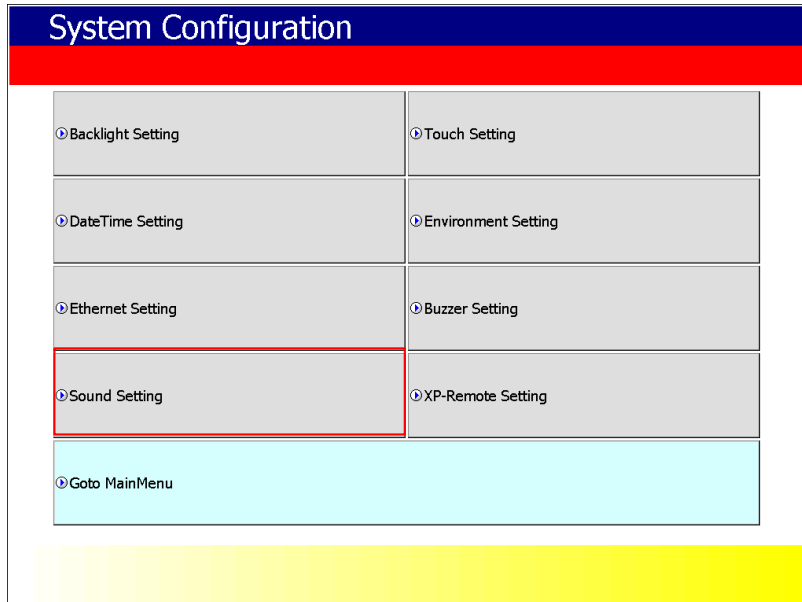 System Configuration
Backlight Setting
Touch Setting
DateTime Setting
Environment Setting
Ethernet Setting
Buzzer Setting
Sound Setting
XP-Remote Setting
Goto MainMenu